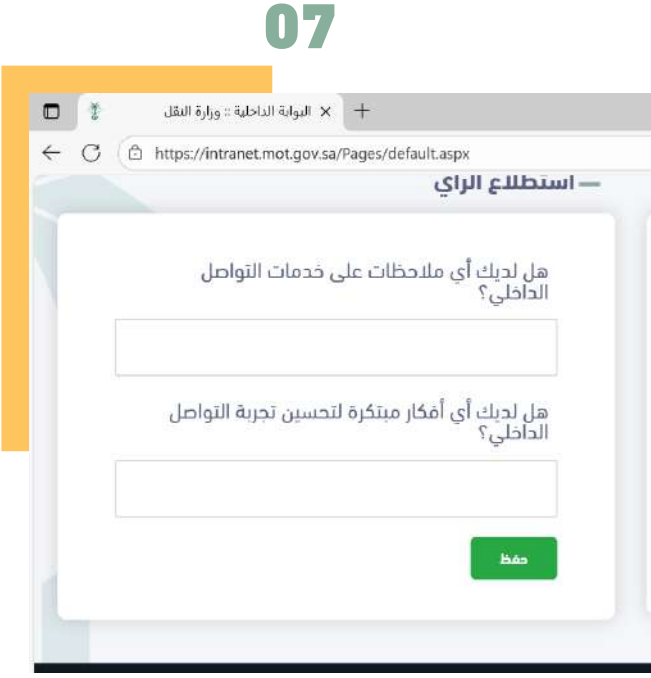 07
البوابة الداخلية :: وزارة النقل
https://intranet.mot.gov.sa/Pages/default.aspx
استطلاع الراي
هل لديك أي ملاحظات على خدمات التواصل
الداخلي؟
هل لديك أي أفكار مبتكرة لتحسين تجربة التواصل
الداخلي؟
حفظ